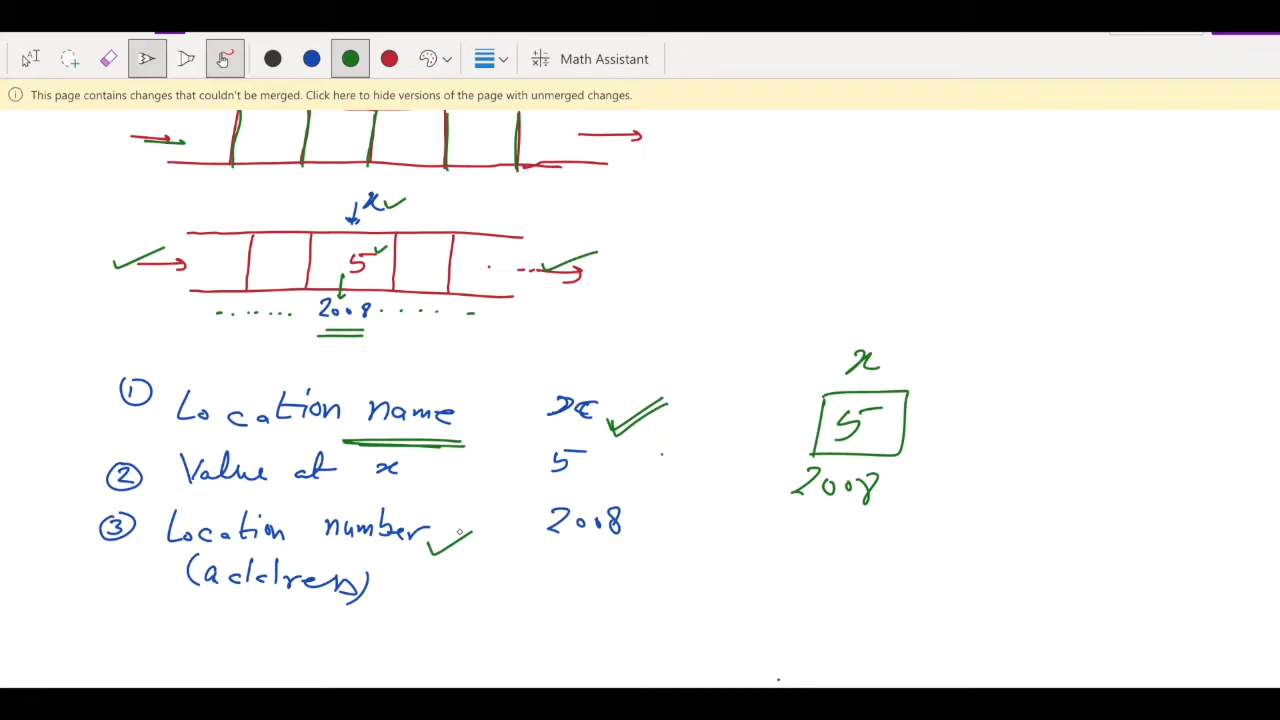 Math Assistant
This page contains changes that couldn't be merged. Click here to hide versions of the page with unmerged changes.
x
5
2008
① Location name x
② Value at x 5
③ Location number 2008
(address)
x
5
2008